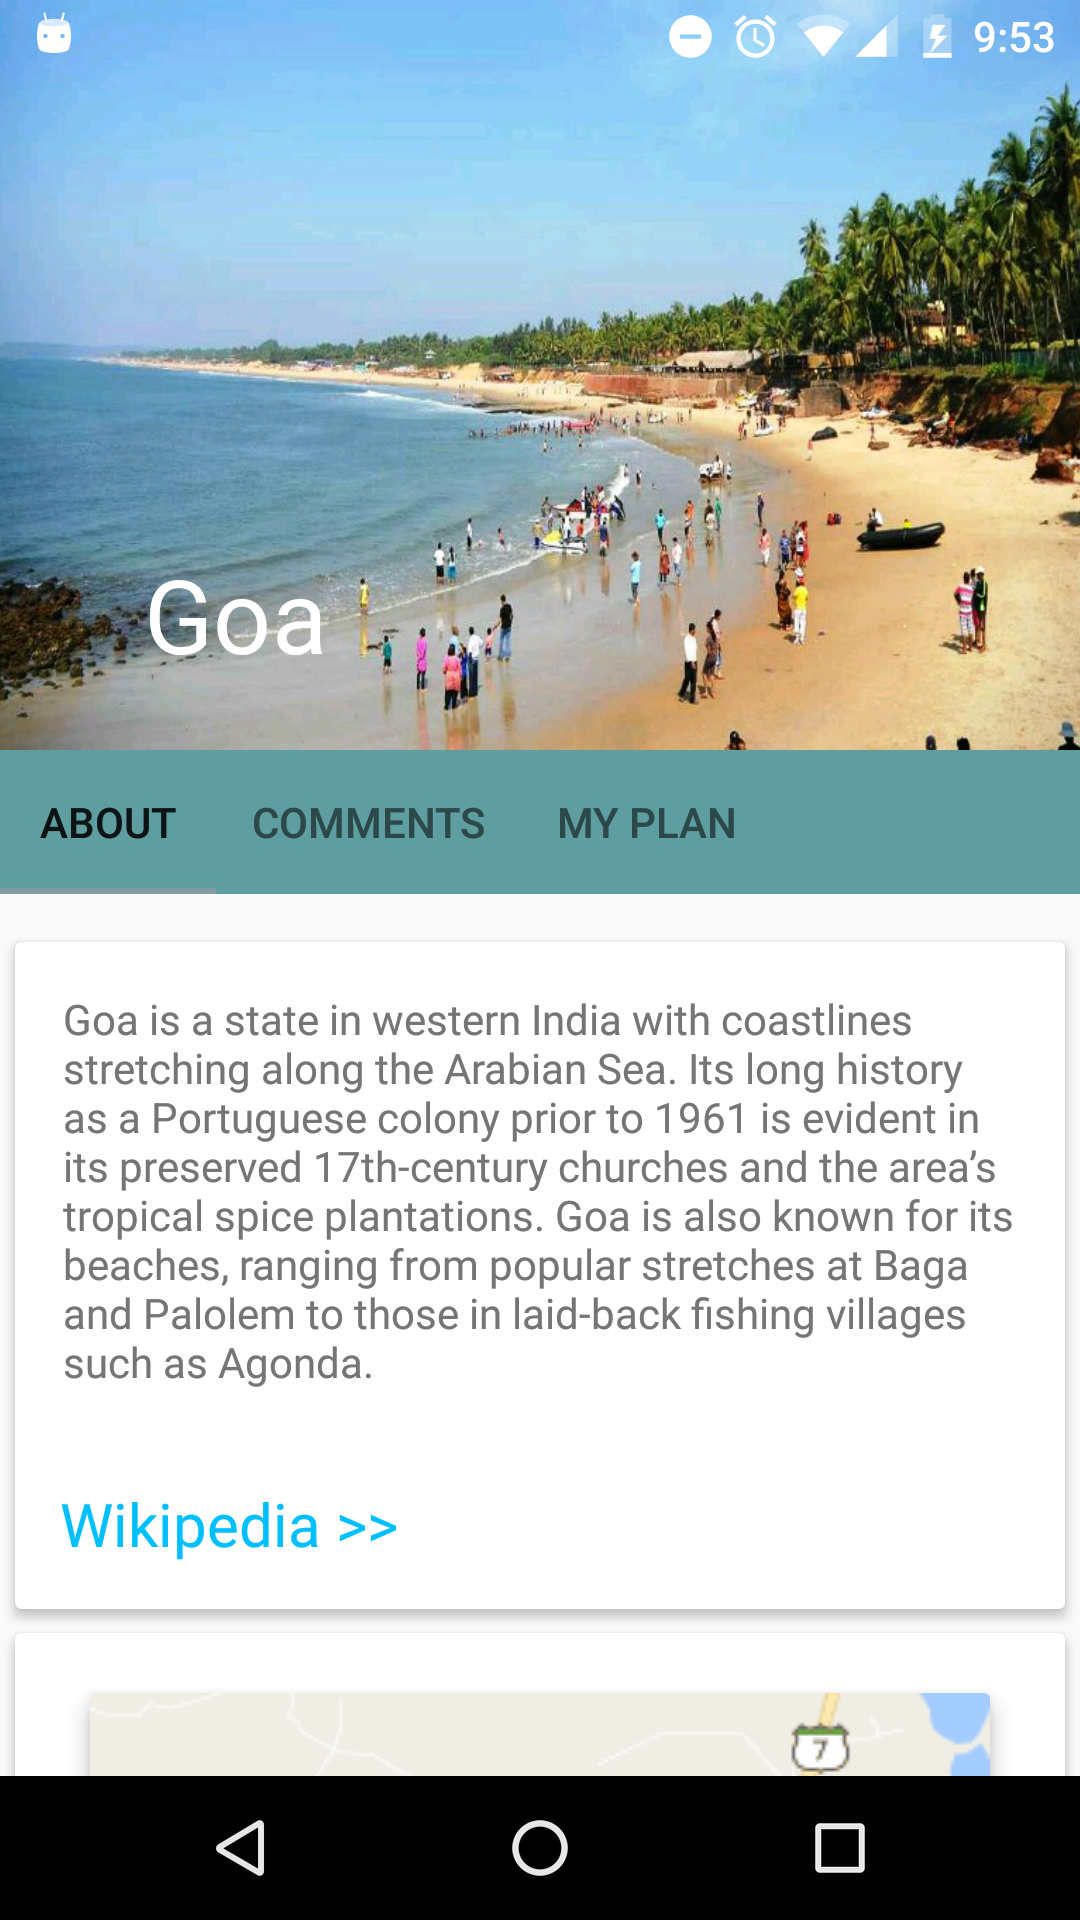 9:53
Goa
ABOUT COMMENTS MY PLAN
Goa is a state in western India with coastlines
stretching along the Arabian Sea. Its long history
as a Portuguese colony prior to 1961 is evident in
its preserved 17th-century churches and the area’s
tropical spice plantations. Goa is also known for its
beaches, ranging from popular stretches at Baga
and Palolem to those in laid-back fishing villages
such as Agonda.
Wikipedia >>
7